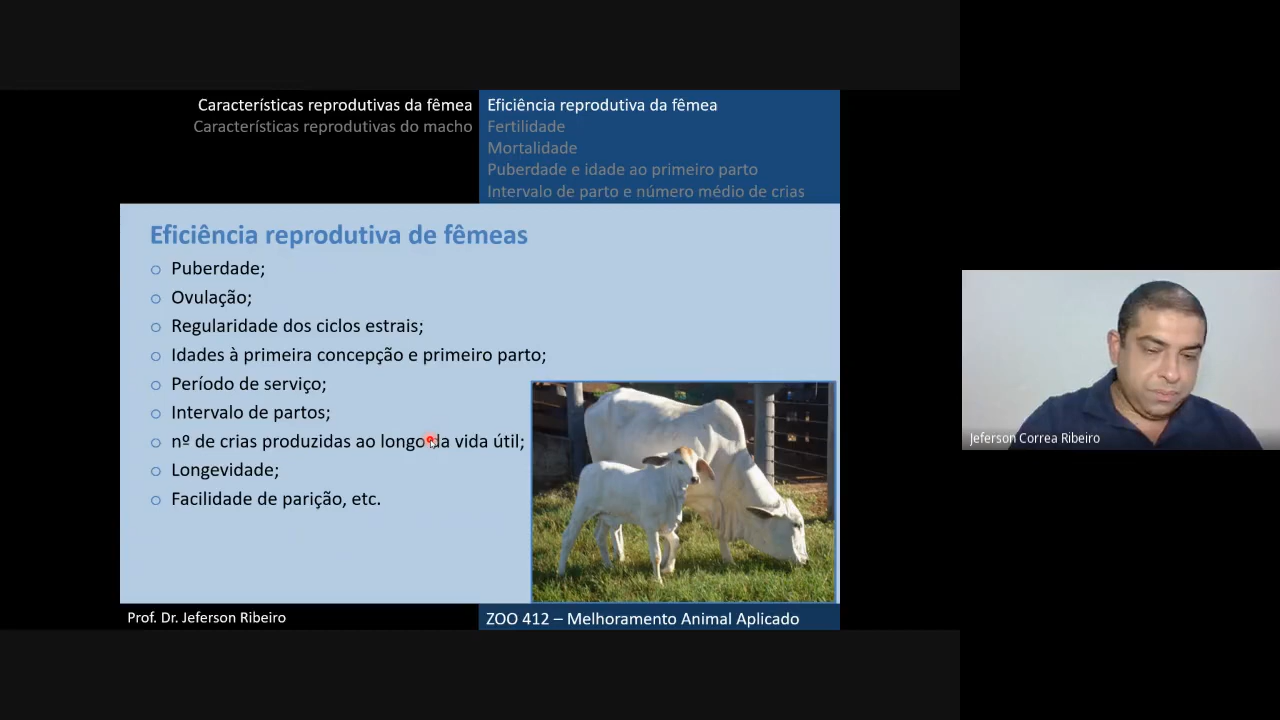 Características reprodutivas da fêmea
Características reprodutivas do macho
Eficiência reprodutiva da fêmea
Fertilidade
Mortalidade
Puberdade e idade ao primeiro parto
Intervalo de parto e número médio de crias
Eficiência reprodutiva de fêmeas
Puberdade;
Ovulação;
Regularidade dos ciclos estrais;
Idades à primeira concepção e primeiro parto;
Período de serviço;
Intervalo de partos;
nº de crias produzidas ao longo da vida útil;
Longevidade;
Facilidade de parição, etc.
Jeferson Correa Ribeiro
Prof. Dr. Jeferson Ribeiro
ZOO 412 – Melhoramento Animal Aplicado